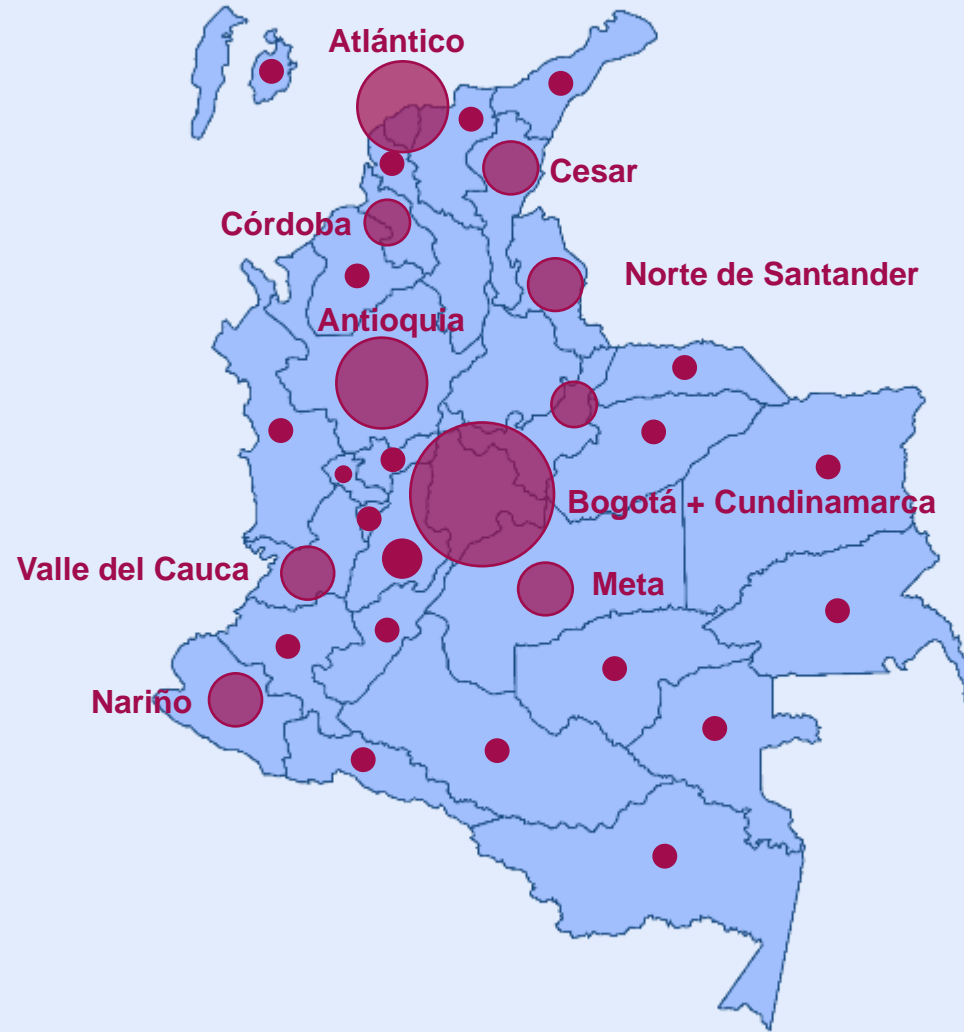 Atlántico
Cesar
Córdoba
Norte de Santander
Antioquia
Bogotá + Cundinamarca
Valle del Cauca
Meta
Nariño